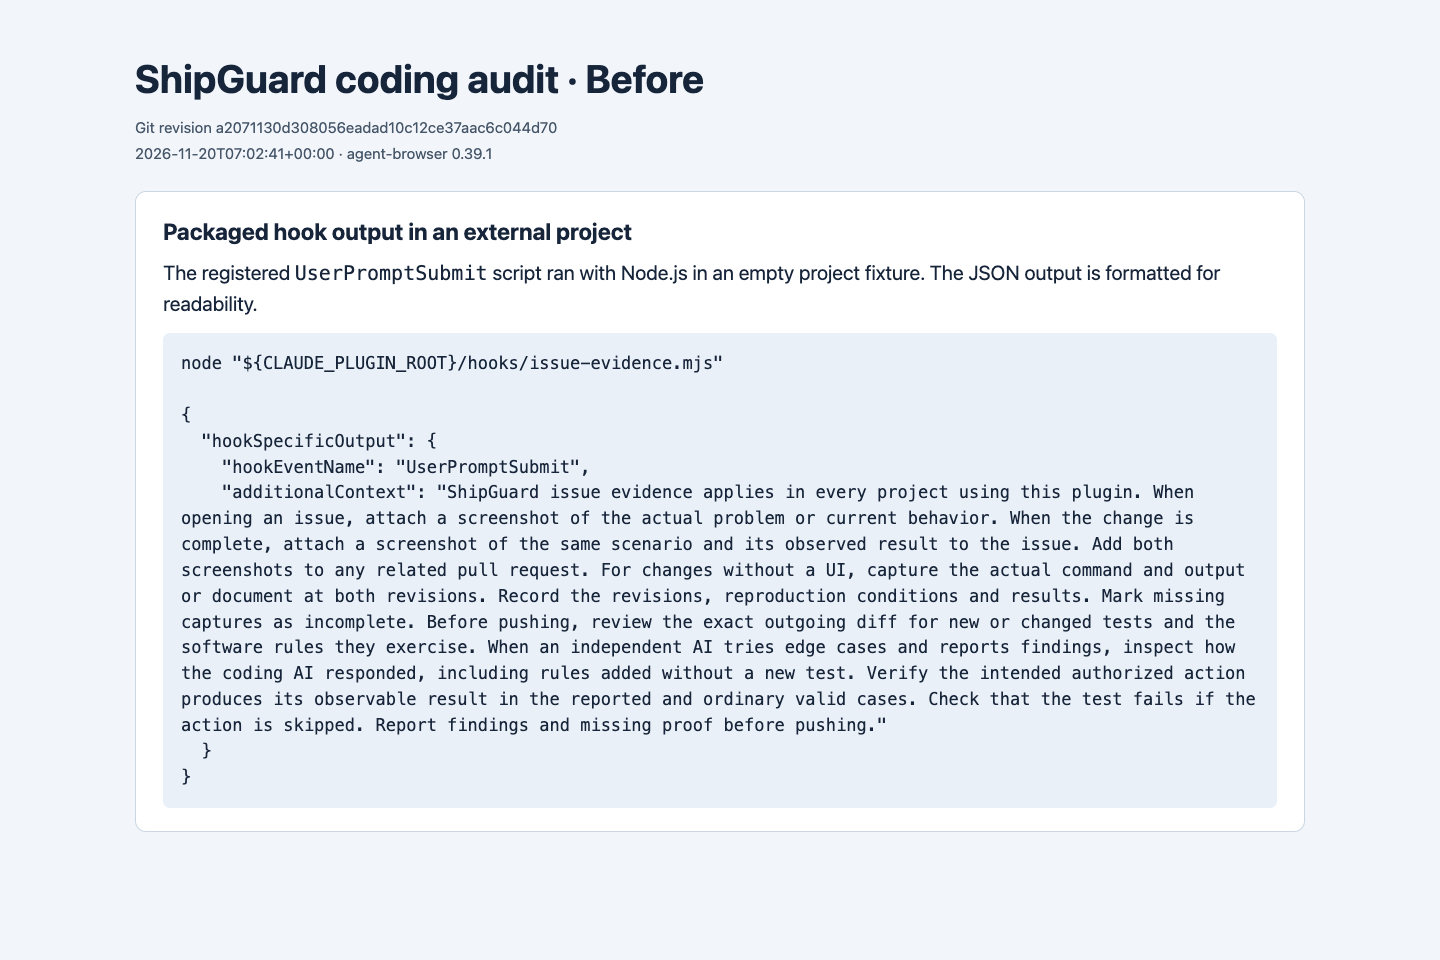 ShipGuard coding audit · Before
Git revision a2071130d308056eadad10c12ce37aac6c044d70
2026-11-20T07:02:41+00:00 · agent-browser 0.39.1
Packaged hook output in an external project
The registered UserPromptSubmit script ran with Node.js in an empty project fixture. The JSON output is formatted for
readability.
node "${CLAUDE_PLUGIN_ROOT}/hooks/issue-evidence.mjs"
{
  "hookSpecificOutput": {
    "hookEventName": "UserPromptSubmit",
    "additionalContext": "ShipGuard issue evidence applies in every project using this plugin. When
opening an issue, attach a screenshot of the actual problem or current behavior. When the change is
complete, attach a screenshot of the same scenario and its observed result to the issue. Add both
screenshots to any related pull request. For changes without a UI, capture the actual command and output
or document at both revisions. Record the revisions, reproduction conditions and results. Mark missing
captures as incomplete. Before pushing, review the exact outgoing diff for new or changed tests and the
software rules they exercise. When an independent AI tries edge cases and reports findings, inspect how
the coding AI responded, including rules added without a new test. Verify the intended authorized action
produces its observable result in the reported and ordinary valid cases. Check that the test fails if the
action is skipped. Report findings and missing proof before pushing."
  }
}